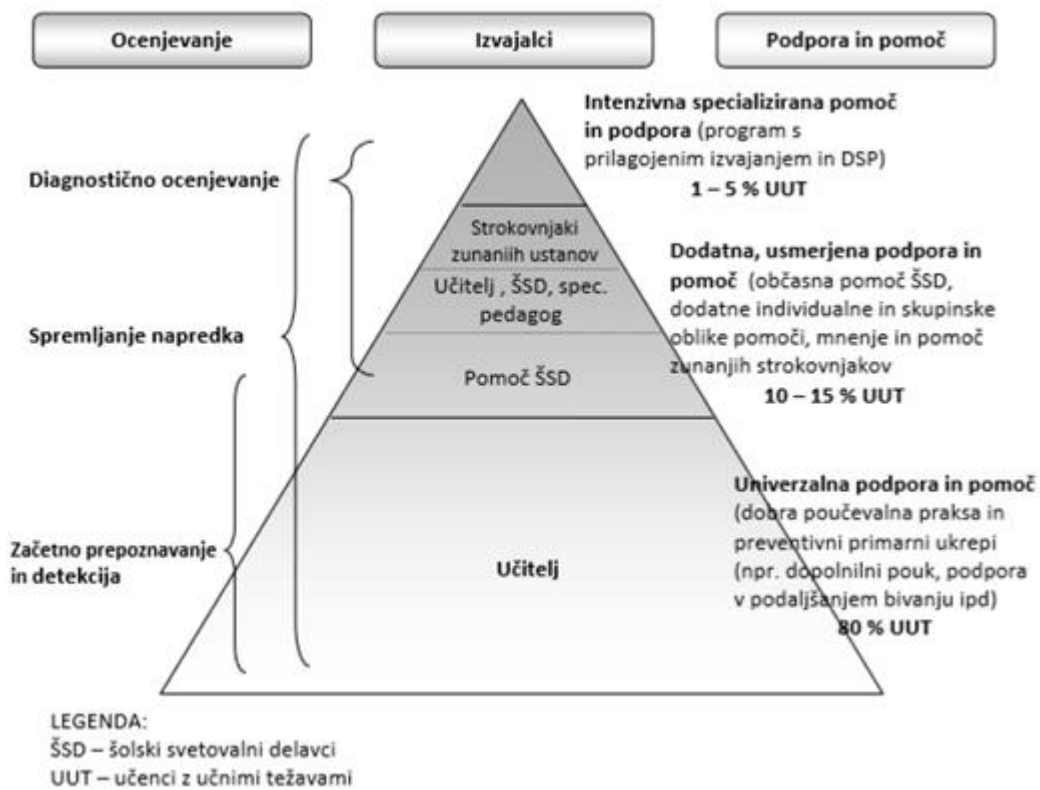 Ocenjevanje
Izvajalci
Podpora in pomoč
Diagnostično ocenjevanje
Spremljanje napredka
Začetno prepoznavanje
in detekcija
Strokovnjaki
zunaniih ustanov
Učitelj , ŠSD, spec.
pedagog
Pomoč ŠSD
Učitelj
Intenzivna specializirana pomoč
in podpora (program s
prilagojenim izvajanjem in DSP)
1 – 5 % UUT
Dodatna, usmerjena podpora in
pomoč (občasna pomoč ŠSD,
dodatne individualne in skupinske
oblike pomoči, mnenje in pomoč
zunanjih strokovnjakov
10 – 15 % UUT
Univerzalna podpora in pomoč
(dobra poučevalna praksa in
preventivni primarni ukrepi
(npr. dopolnilni pouk, podpora
v podaljšanjem bivanju ipd)
80 % UUT
LEGENDA:
ŠSD – šolski svetovalni delavci
UUT – učenci z učnimi težavami